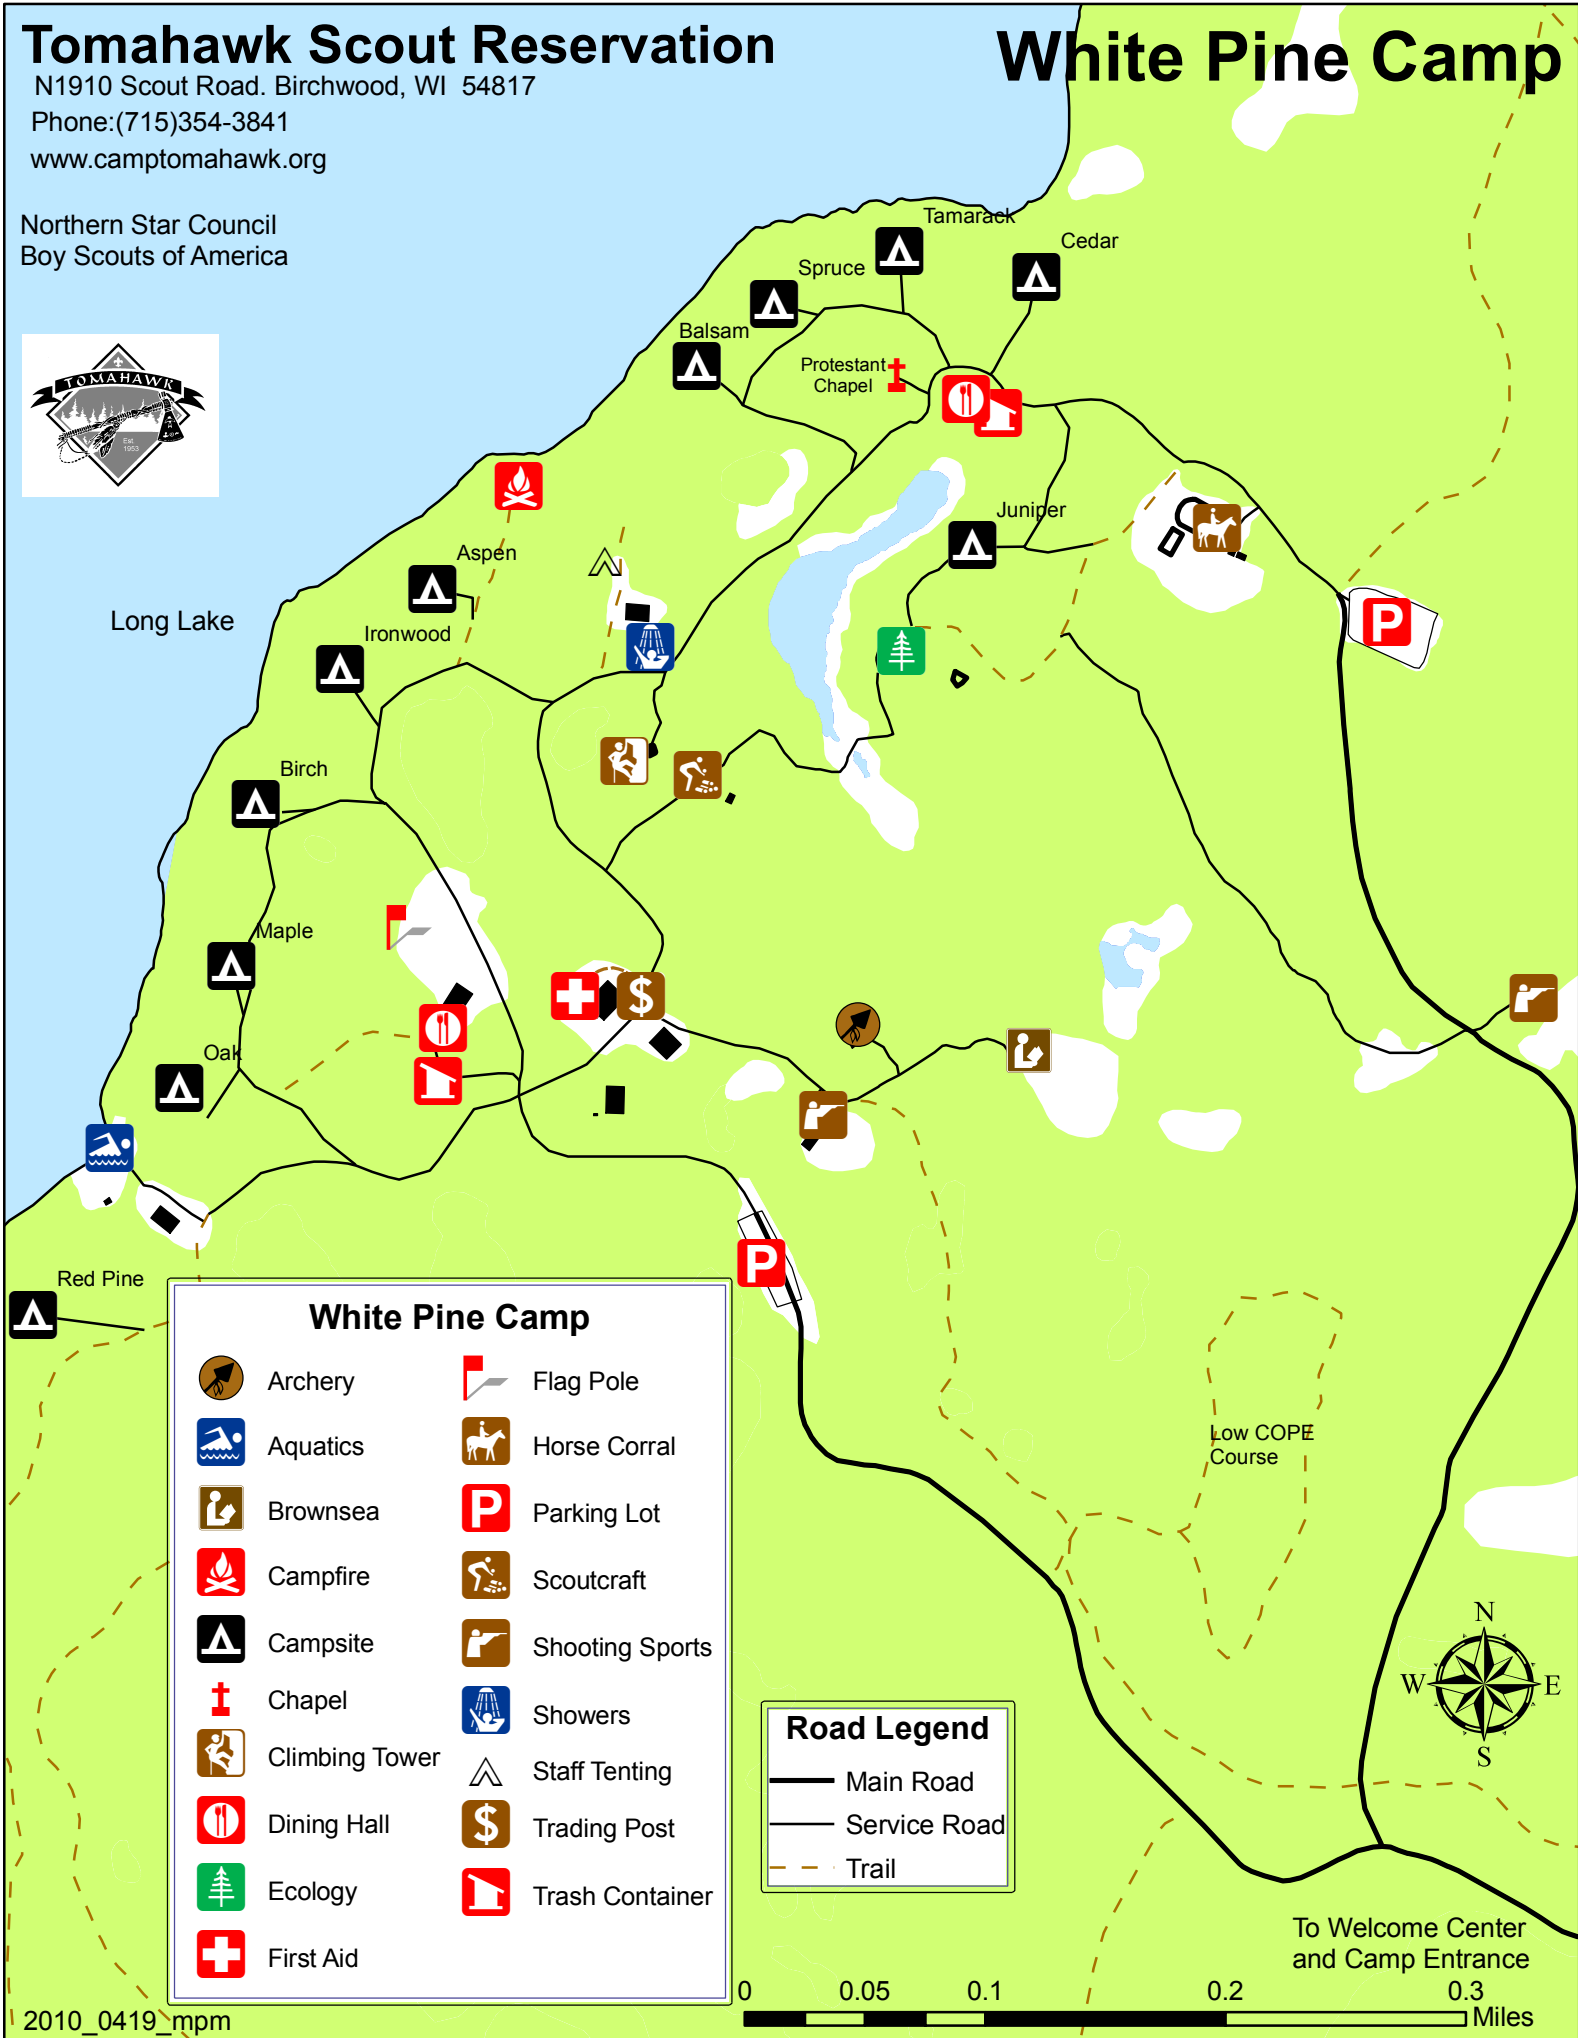 Tomahawk Scout Reservation
White Pine Camp
N1910 Scout Road. Birchwood, WI 54817
Phone:(715)354-3841
www.camptomahawk.org
Northern Star Council
Boy Scouts of America
TOMAHAWK
Est.
1953
Tamarack
Cedar
Spruce
Balsam
Protestant
Chapel
Juniper
Aspen
Long Lake
Ironwood
P
Birch
Maple
$
Oak
P
Red Pine
White Pine Camp
Archery
Flag Pole
Aquatics
Horse Corral
Brownsea
P
Parking Lot
Campfire
Scoutcraft
Campsite
Shooting Sports
Chapel
Showers
Climbing Tower
Staff Tenting
Dining Hall
$
Trading Post
Ecology
Trash Container
First Aid
Low COPE
Course
N
W
E
S
Road Legend
Main Road
Service Road
Trail
To Welcome Center
and Camp Entrance
0 0.05 0.1 0.2 0.3
Miles
2010_0419_mpm